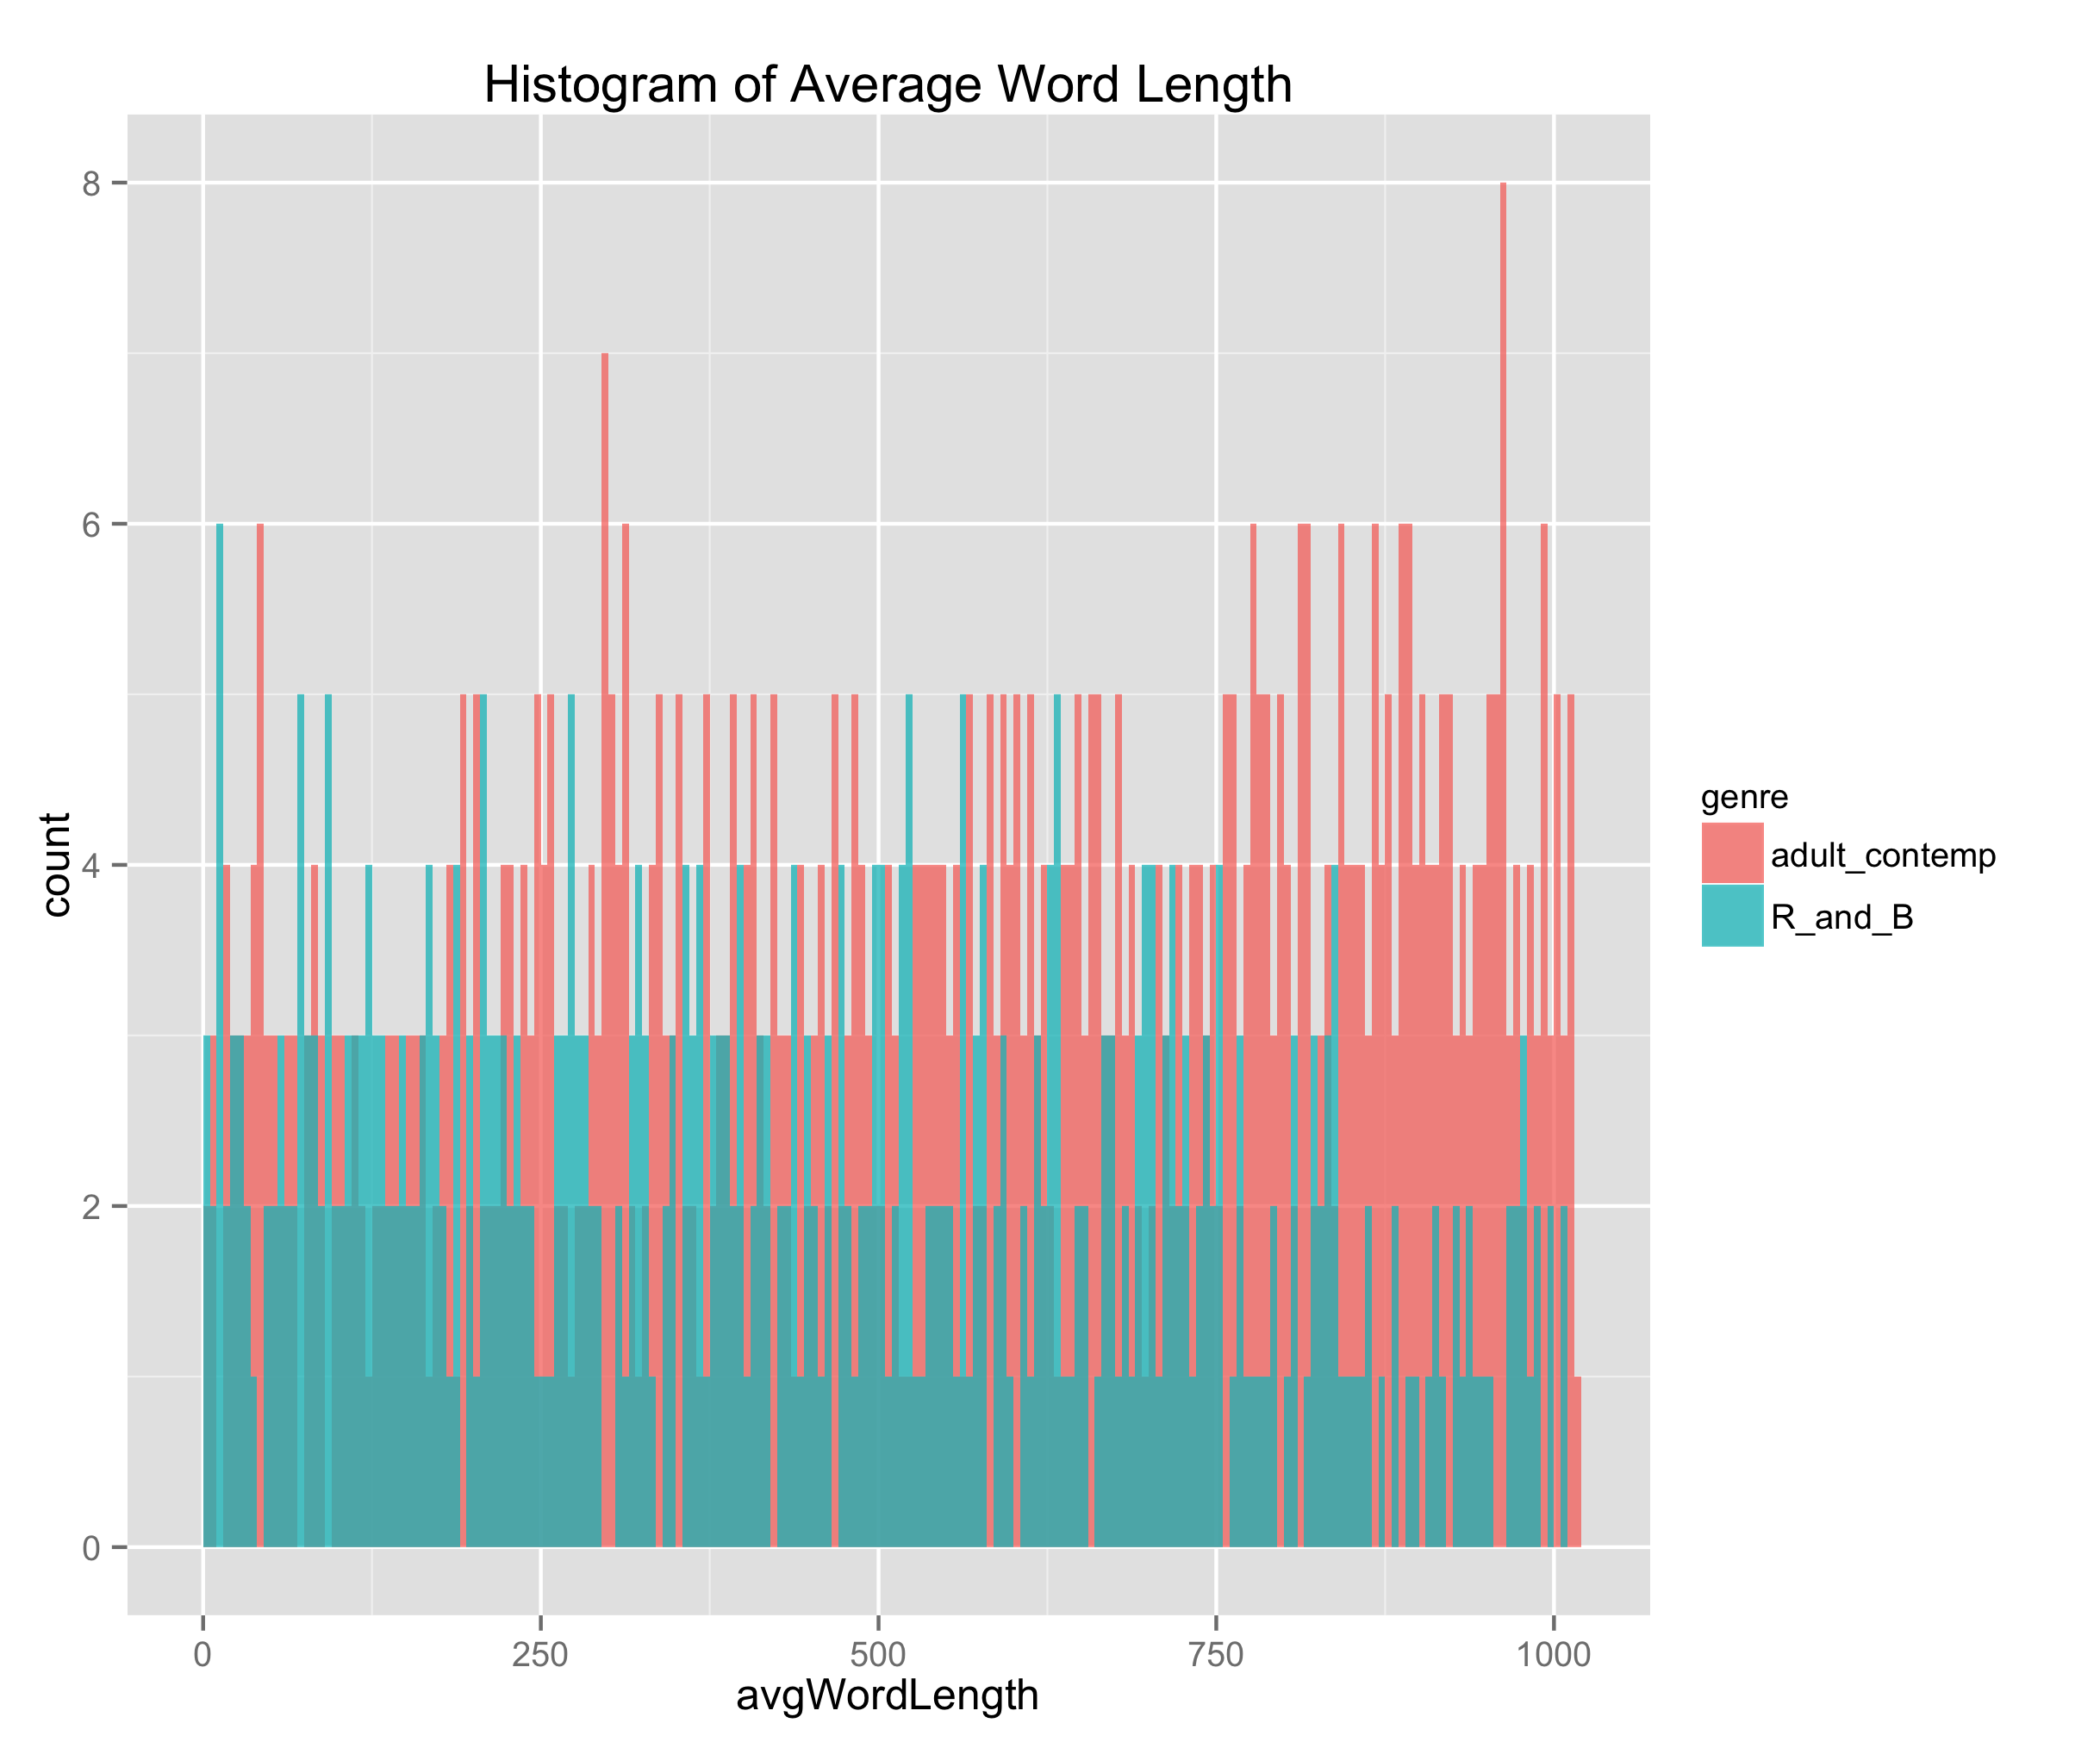 Histogram of Average Word Length
8
6
4
2
0
count
0 250 500 750 1000
avgWordLength
genre
adult_contemp
R_and_B